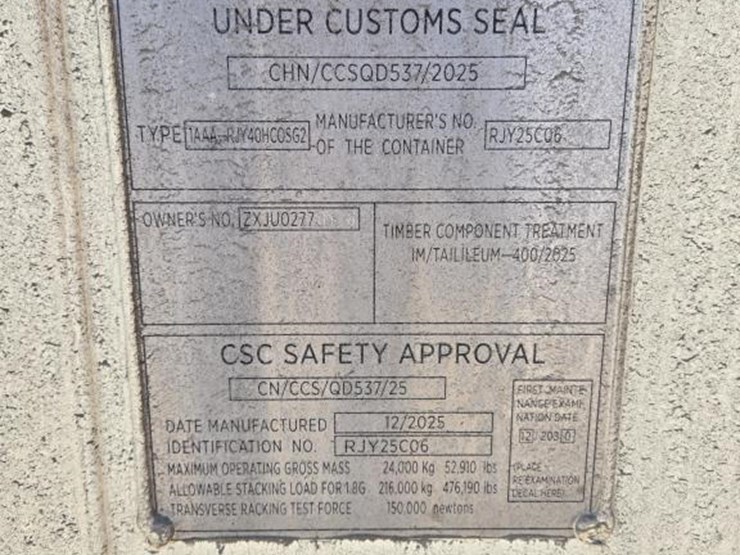 UNDER CUSTOMS SEAL
CHN/CCSQD537/2025
TYPE 1AAA-RJY40HCOSG2 MANUFACTURER'S NO. OF THE CONTAINER RJY25C06
OWNER'S NO. ZXJU0277
TIMBER COMPONENT TREATMENT
IM/TAILILEUM-400/2025
CSC SAFETY APPROVAL
CN/CCS/QD537/25
DATE MANUFACTURED 12/2025
IDENTIFICATION NO. RJY25C06
MAXIMUM OPERATING GROSS MASS 24,000 kg 52,910 lbs
ALLOWABLE STACKING LOAD FOR 1.8G 216,000 kg 476,190 lbs
TRANSVERSE RACKING TEST FORCE 150,000 newtons
FIRST MAINTE-
NANCE EXAMI-
NATION DATE
12 2030
(PLACE
RE-EXAMINATION
DECAL HERE)